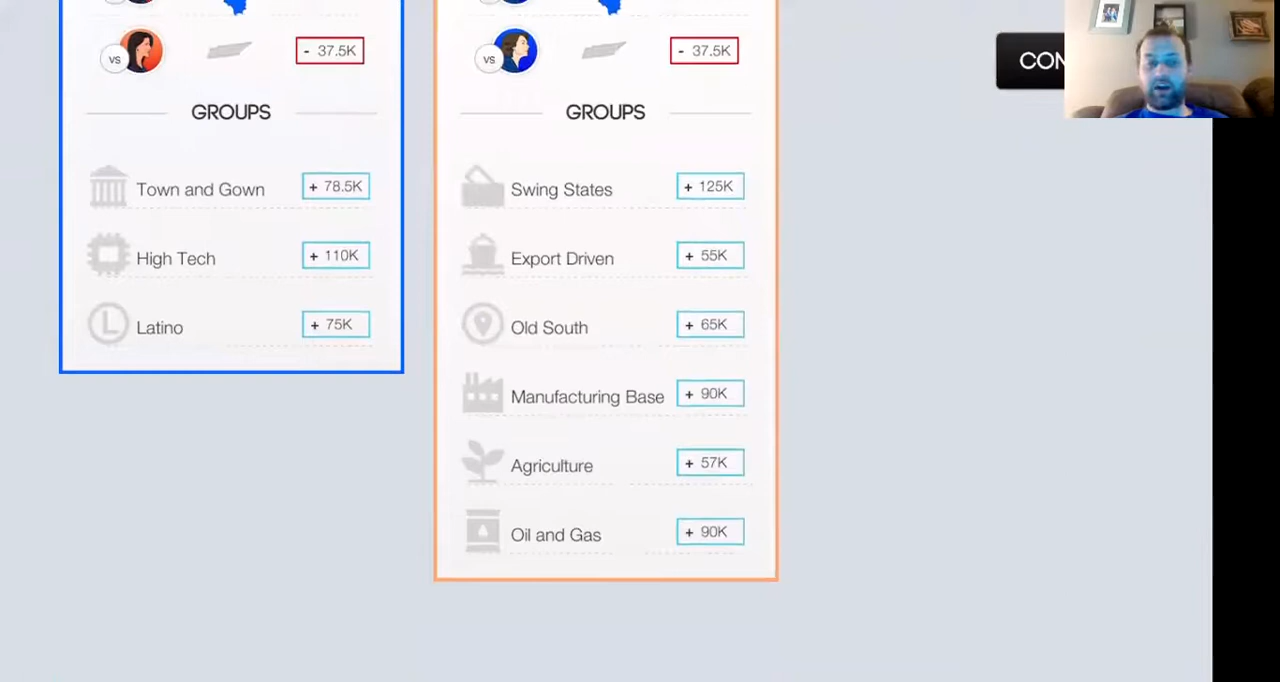 vs - 37.5K
GROUPS
Town and Gown + 78.5K
High Tech + 110K
L Latino + 75K
vs - 37.5K
GROUPS
Swing States + 125K
Export Driven + 55K
Old South + 65K
Manufacturing Base + 90K
Agriculture + 57K
Oil and Gas + 90K
CON